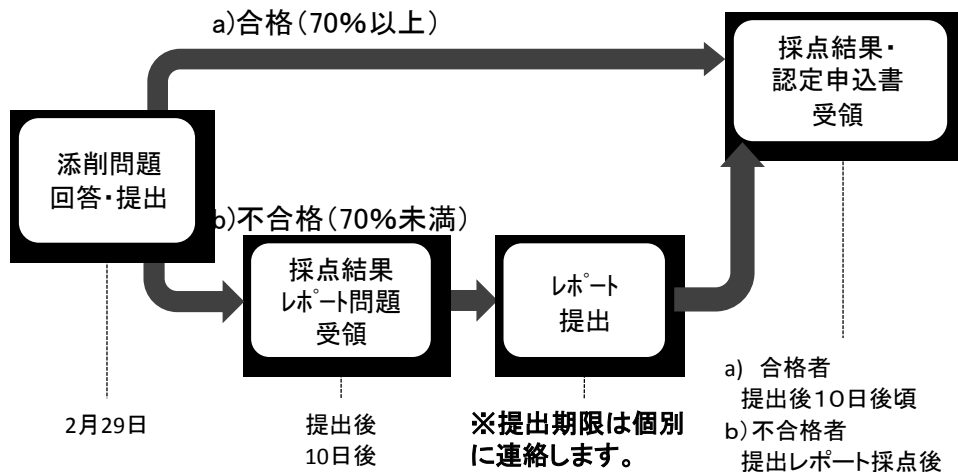 a)合格(70%以上)
採点結果・
認定申込書
受領
添削問題
回答・提出
b)不合格(70%未満)
採点結果
ﾚﾎﾟｰﾄ問題
受領
ﾚﾎﾟｰﾄ
提出
2月29日
提出後
10日後
※提出期限は個別
に連絡します。
a) 合格者
提出後10日後頃
b)不合格者
提出レポート採点後